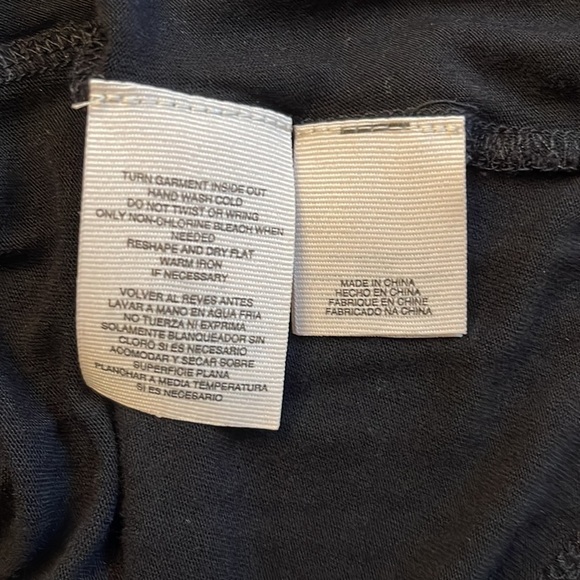 TURN GARMENT INSIDE OUT
HAND WASH COLD
DO NOT TWIST OR WRING
ONLY NON-CHLORINE BLEACH WHEN
NEEDED
RESHAPE AND DRY FLAT
WARM IRON
IF NECESSARY
VOLVER AL REVES ANTES
LAVAR A MANO EN AGUA FRIA
NO TUERZA NI EXPRIMA
SOLAMENTE BLANQUEADOR SIN
CLORO SI ES NECESARIO
ACOMODAR Y SECAR SOBRE
SUPERFICIE PLANA
PLANCHAR A MEDIA TEMPERATURA
SI ES NECESARIO
MADE IN CHINA
HECHO EN CHINA
FABRIQUE EN CHINE
FABRICADO NA CHINA